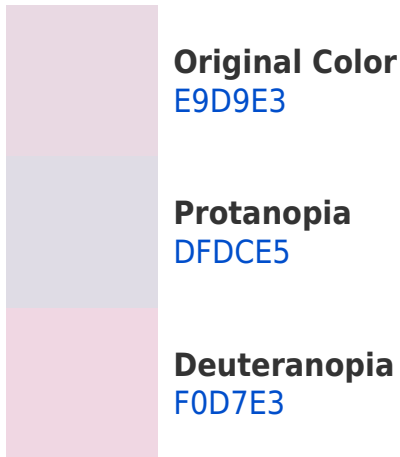 Original Color
E9D9E3
Protanopia
DFDCE5
Deuteranopia
F0D7E3